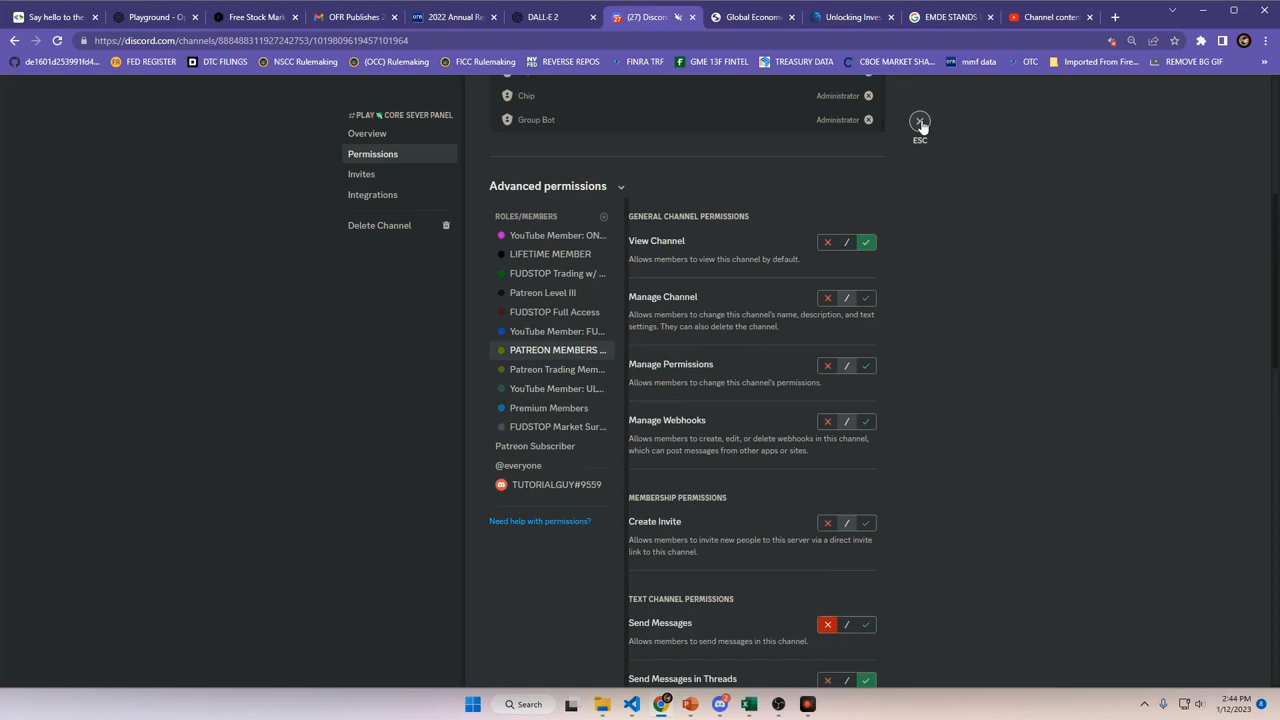 Say hello to the
Playground - Op
Free Stock Mark
OFR Publishes 2
2022 Annual Re
DALL·E 2
(27) Discor
Global Econom
Unlocking Inves
EMDE STANDS
Channel conten
https://discord.com/channels/888488311927242753/1019809619457101964
de1601d253991fd4...
FED REGISTER
DTC FILINGS
NSCC Rulemaking
(OCC) Rulemaking
FICC Rulemaking
REVERSE REPOS
FINRA TRF
GME 13F FINTEL
TREASURY DATA
CBOE MARKET SHA...
mmf data
OTC
Imported From Fire...
REMOVE BG GIF
Chip
Administrator
Group Bot
Administrator
ESC
PLAY CORE SEVER PANEL
Overview
Permissions
Invites
Integrations
Delete Channel
Advanced permissions
ROLES/MEMBERS
YouTube Member: ON...
LIFETIME MEMBER
FUDSTOP Trading w/ ...
Patreon Level III
FUDSTOP Full Access
YouTube Member: FU...
PATREON MEMBERS ...
Patreon Trading Mem...
YouTube Member: UL...
Premium Members
FUDSTOP Market Sur...
Patreon Subscriber
@everyone
TUTORIALGUY#9559
Need help with permissions?
GENERAL CHANNEL PERMISSIONS
View Channel
Allows members to view this channel by default.
Manage Channel
Allows members to change this channel's name, description, and text
settings. They can also delete the channel.
Manage Permissions
Allows members to change this channel's permissions.
Manage Webhooks
Allows members to create, edit, or delete webhooks in this channel,
which can post messages from other apps or sites.
MEMBERSHIP PERMISSIONS
Create Invite
Allows members to invite new people to this server via a direct invite
link to this channel.
TEXT CHANNEL PERMISSIONS
Send Messages
Allows members to send messages in this channel.
Send Messages in Threads
Search
2:44 PM
1/12/2023